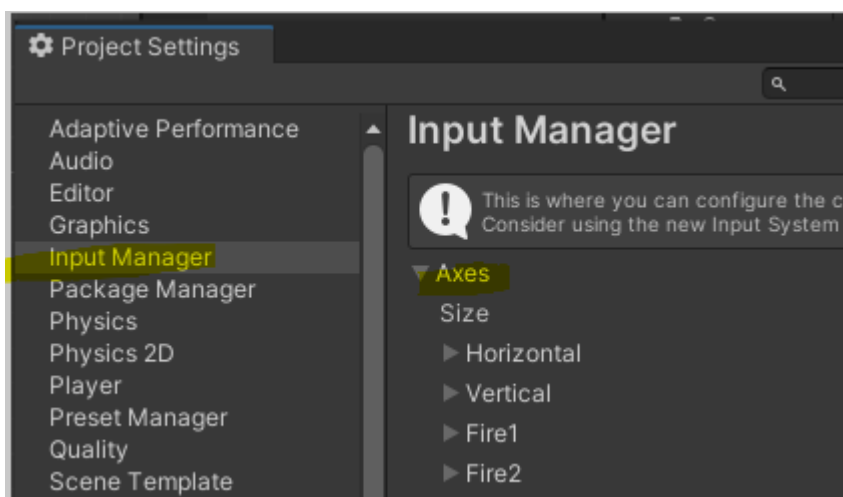 Project Settings
Adaptive Performance
Audio
Editor
Graphics
Input Manager
Package Manager
Physics
Physics 2D
Player
Preset Manager
Quality
Scene Template
Input Manager
This is where you can configure the c
Consider using the new Input System
Axes
Size
Horizontal
Vertical
Fire1
Fire2